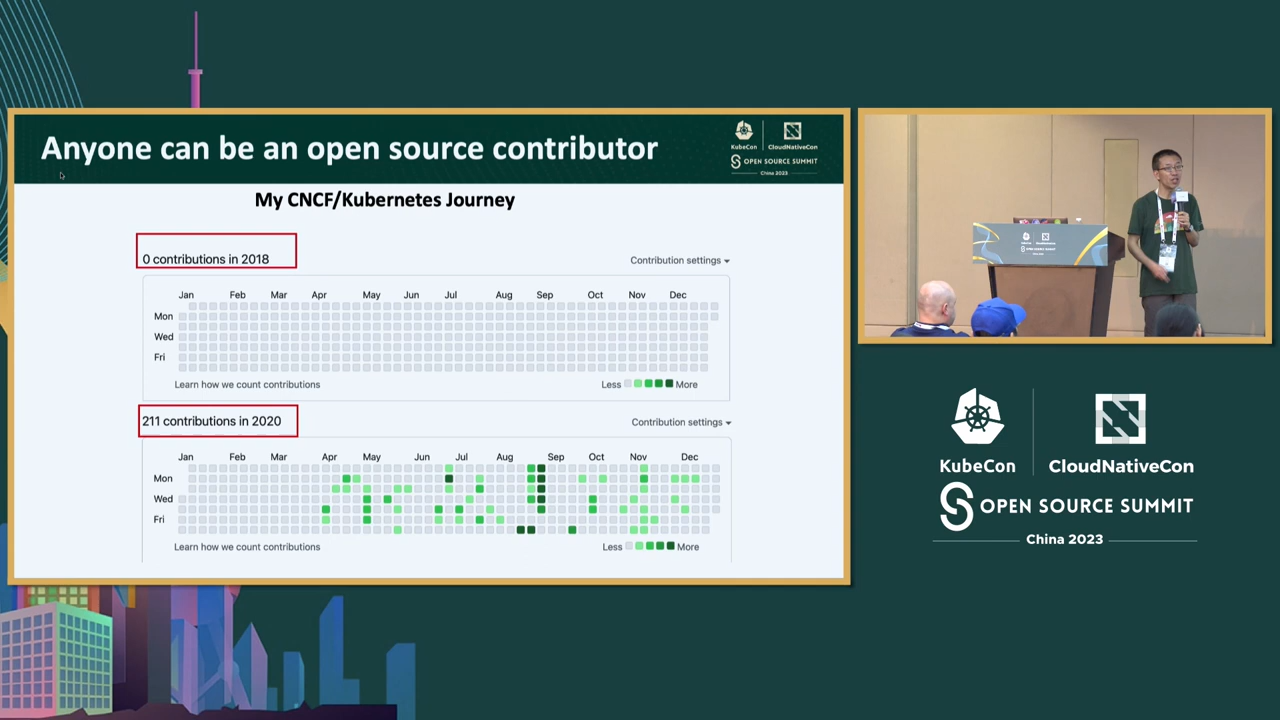 Anyone can be an open source contributor
KubeCon
CloudNativeCon
OPEN SOURCE SUMMIT
China 2023
My CNCF/Kubernetes Journey
0 contributions in 2018
Contribution settings
Jan Feb Mar Apr May Jun Jul Aug Sep Oct Nov Dec
Mon
Wed
Fri
Learn how we count contributions
Less More
211 contributions in 2020
Contribution settings
Jan Feb Mar Apr May Jun Jul Aug Sep Oct Nov Dec
Mon
Wed
Fri
Learn how we count contributions
Less More
KubeCon
CloudNativeCon
OPEN SOURCE SUMMIT
China 2023